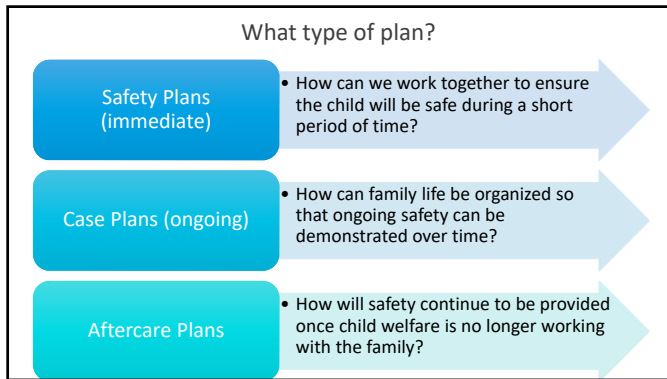 What type of plan?
Safety Plans
(immediate)
• How can we work together to ensure
the child will be safe during a short
period of time?
Case Plans (ongoing)
• How can family life be organized so
that ongoing safety can be
demonstrated over time?
Aftercare Plans
• How will safety continue to be provided
once child welfare is no longer working
with the family?